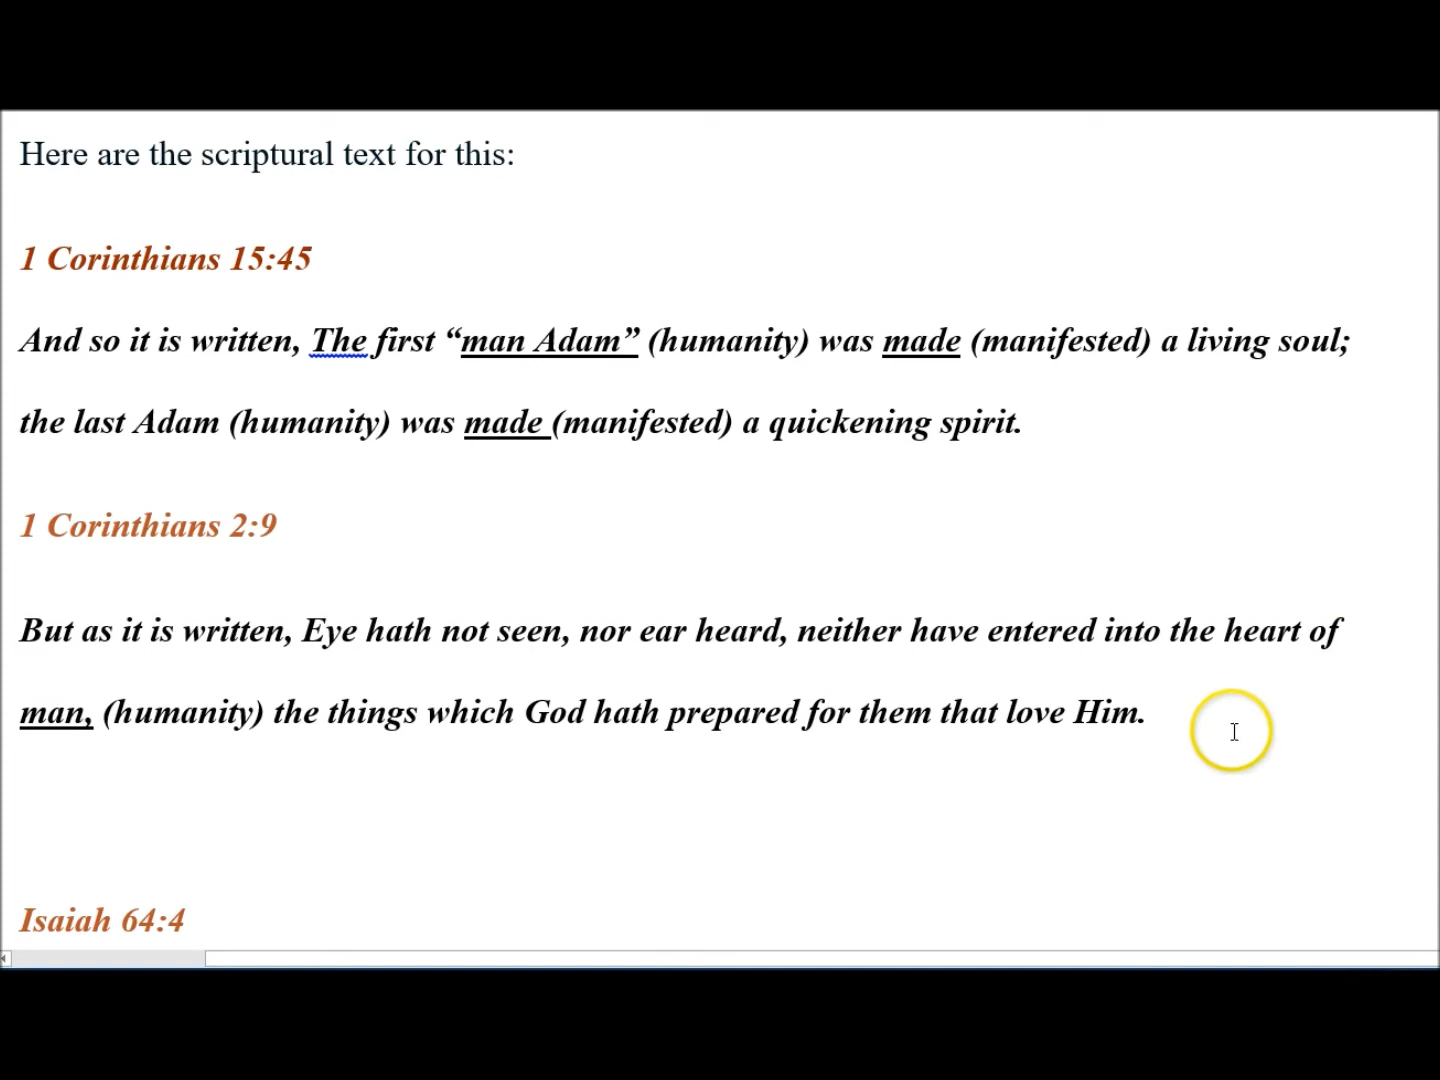 Here are the scriptural text for this:
1 Corinthians 15:45
And so it is written, The first “man Adam” (humanity) was made (manifested) a living soul;
the last Adam (humanity) was made (manifested) a quickening spirit.
1 Corinthians 2:9
But as it is written, Eye hath not seen, nor ear heard, neither have entered into the heart of
man, (humanity) the things which God hath prepared for them that love Him.
Isaiah 64:4